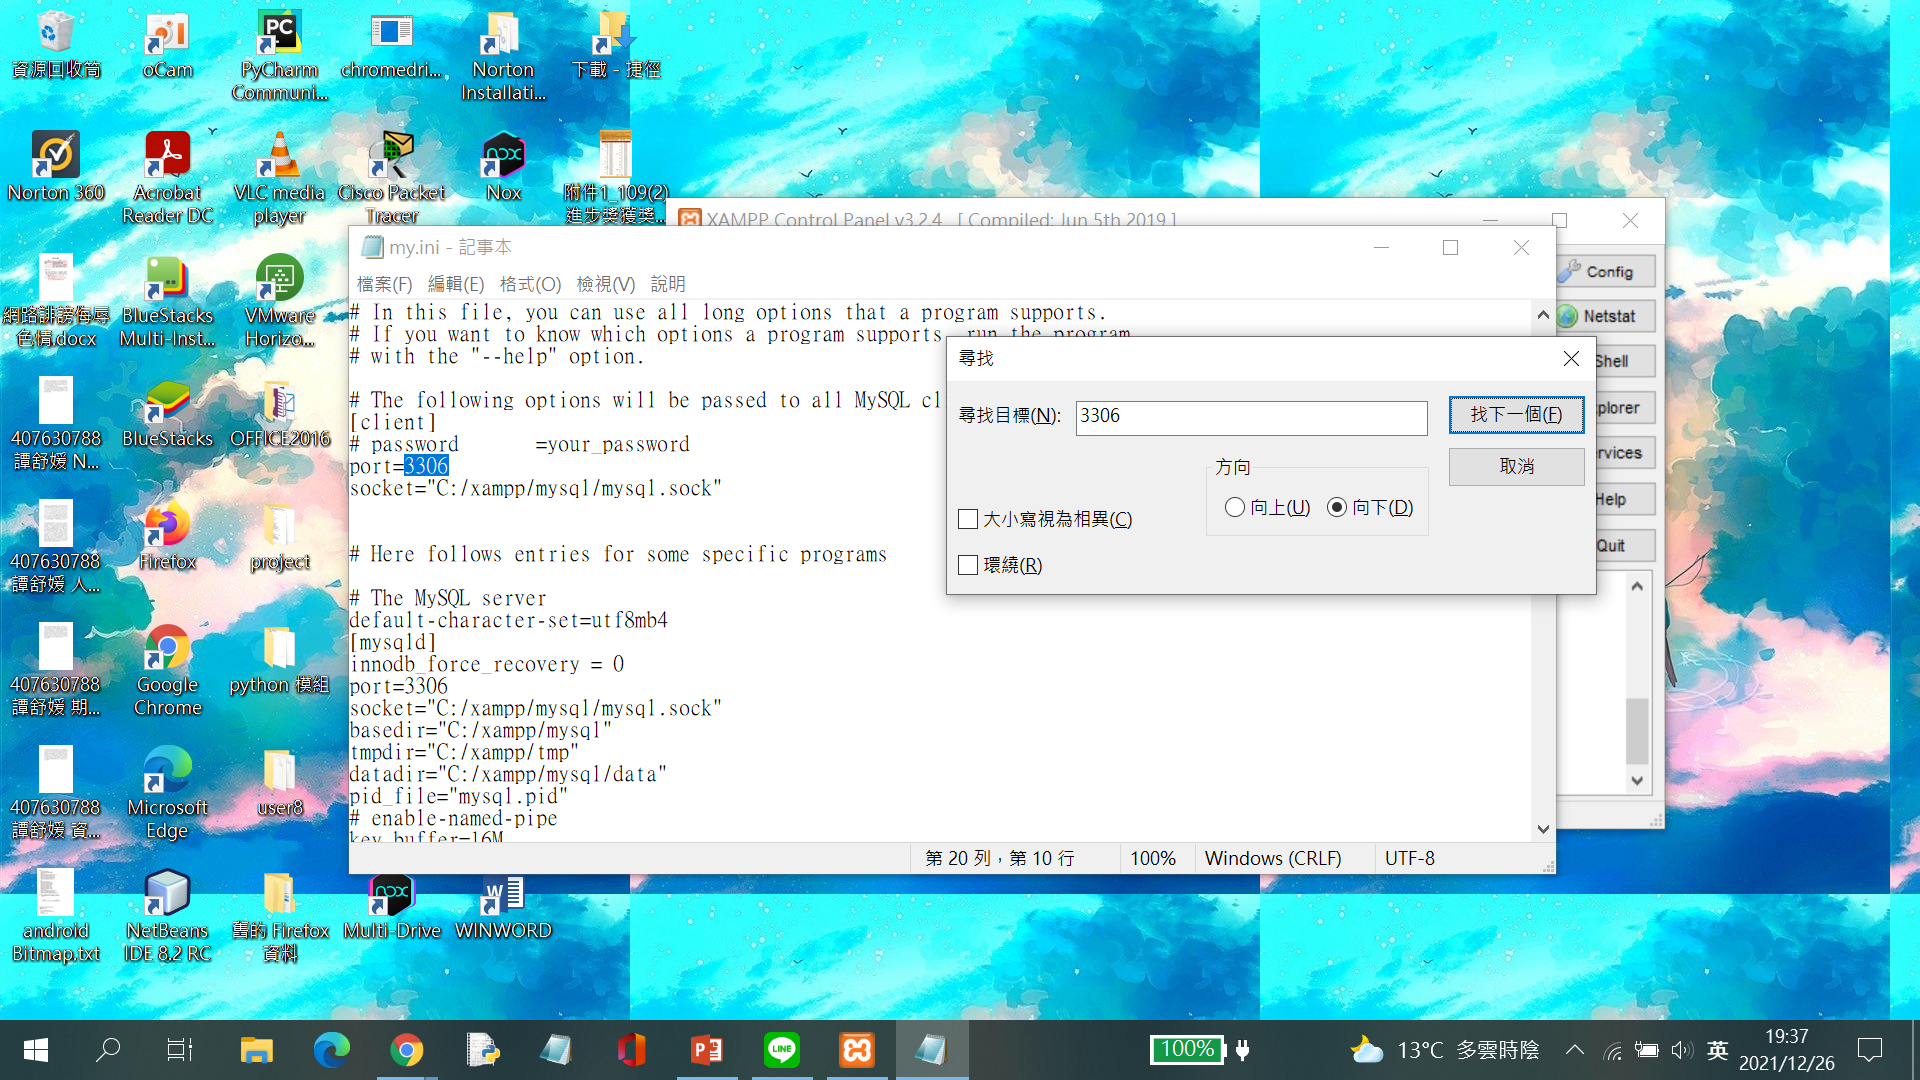 資源回收筒
oCam
PyCharm
Communi...
chromedri...
Norton
Installati...
下載 - 捷徑
Norton 360
Acrobat
Reader DC
VLC media
player
Cisco Packet
Tracer
Nox
附件1_109(2)
進步獎獲獎...
網路誹謗侮辱
色情.docx
BlueStacks
Multi-Inst...
VMware
Horizo...
407630788
譚舒媛 N...
BlueStacks
OFFICE2016
407630788
譚舒媛 人...
Firefox
project
407630788
譚舒媛 期...
Google
Chrome
python 模組
407630788
譚舒媛 資...
Microsoft
Edge
user8
android
Bitmap.txt
NetBeans
IDE 8.2 RC
舊的 Firefox
資料
Multi-Drive
WINWORD
XAMPP Control Panel v3.2.4 [ Compiled: Jun 5th 2019 ]
Config
Netstat
Shell
plorer
rvices
Help
Quit
my.ini - 記事本
檔案(F) 編輯(E) 格式(O) 檢視(V) 說明
# In this file, you can use all long options that a program supports.
# If you want to know which options a program supports, run the program
# with the "--help" option.
# The following options will be passed to all MySQL cl
[client]
# password =your_password
port=3306
socket="C:/xampp/mysql/mysql.sock"
# Here follows entries for some specific programs
# The MySQL server
default-character-set=utf8mb4
[mysqld]
innodb_force_recovery = 0
port=3306
socket="C:/xampp/mysql/mysql.sock"
basedir="C:/xampp/mysql"
tmpdir="C:/xampp/tmp"
datadir="C:/xampp/mysql/data"
pid_file="mysql.pid"
# enable-named-pipe
key_buffer=16M
第 20 列，第 10 行
100%
Windows (CRLF)
UTF-8
尋找
尋找目標(N):
3306
找下一個(F)
取消
方向
向上(U)
向下(D)
大小寫視為相異(C)
環繞(R)
100%
13°C 多雲時陰
英
19:37
2021/12/26